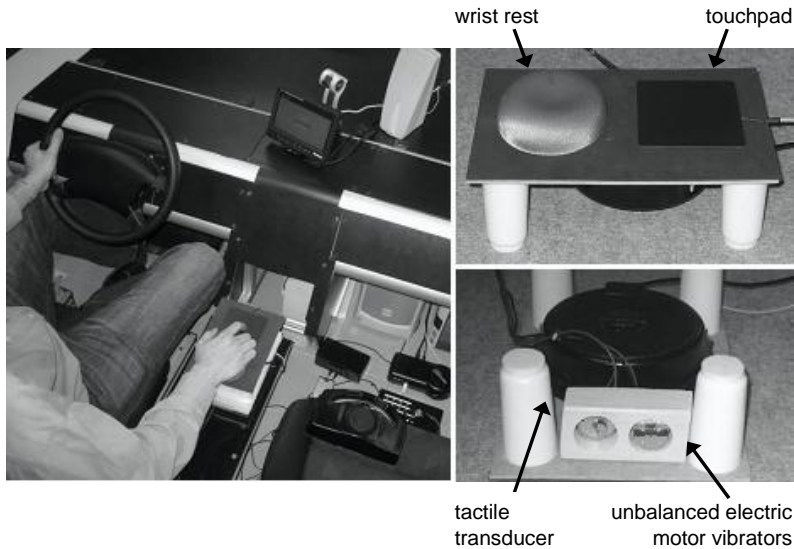 wrist rest
touchpad
tactile
transducer
unbalanced electric
motor vibrators